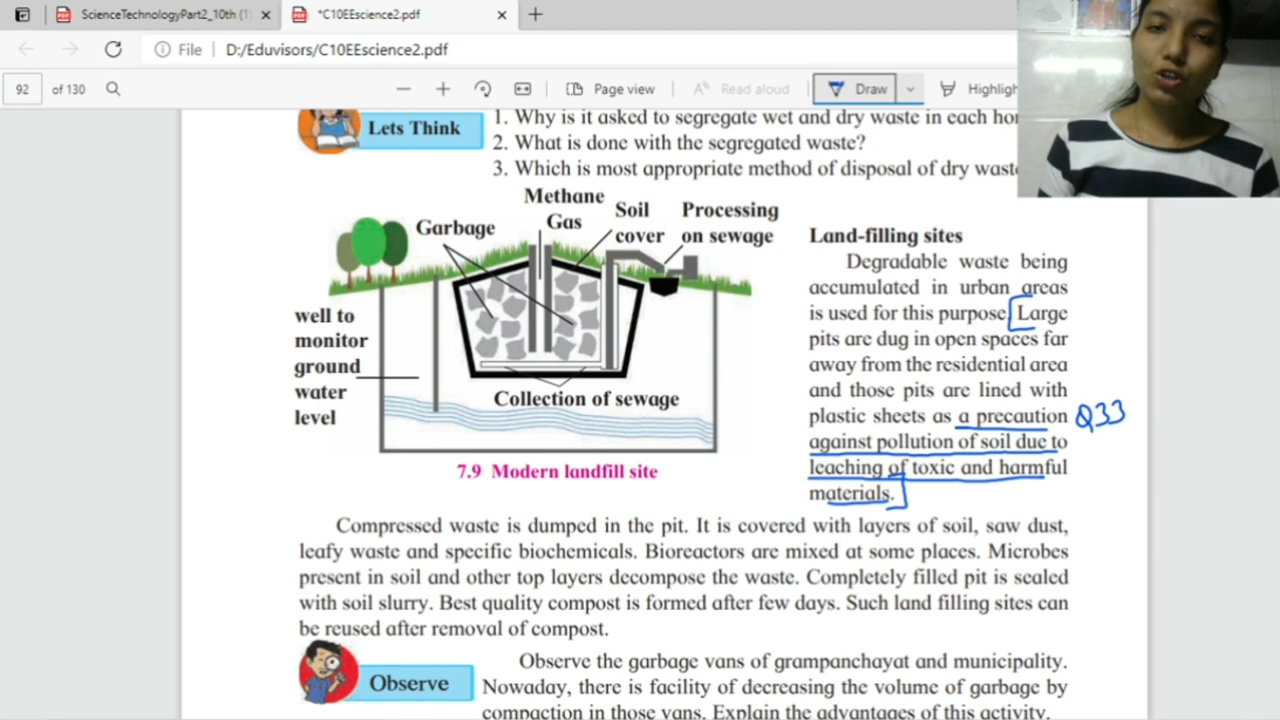 ScienceTechnologyPart2_10th (1
*C10EEscience2.pdf
File D:/Eduvisors/C10EEscience2.pdf
92 of 130 Page view Read aloud Draw Highligh
Lets Think
1. Why is it asked to segregate wet and dry waste in each ho
2. What is done with the segregated waste?
3. Which is most appropriate method of disposal of dry wast
Methane
Gas
Garbage
Soil
cover
Processing
on sewage
well to
monitor
ground
water
level
Collection of sewage
7.9 Modern landfill site
Land-filling sites
Degradable waste being
accumulated in urban areas
is used for this purpose. Large
pits are dug in open spaces far
away from the residential area
and those pits are lined with
plastic sheets as a precaution Q33
against pollution of soil due to
leaching of toxic and harmful
materials.
Compressed waste is dumped in the pit. It is covered with layers of soil, saw dust,
leafy waste and specific biochemicals. Bioreactors are mixed at some places. Microbes
present in soil and other top layers decompose the waste. Completely filled pit is sealed
with soil slurry. Best quality compost is formed after few days. Such land filling sites can
be reused after removal of compost.
Observe
Observe the garbage vans of grampanchayat and municipality.
Nowaday, there is facility of decreasing the volume of garbage by
compaction in those vans. Explain the advantages of this activity.